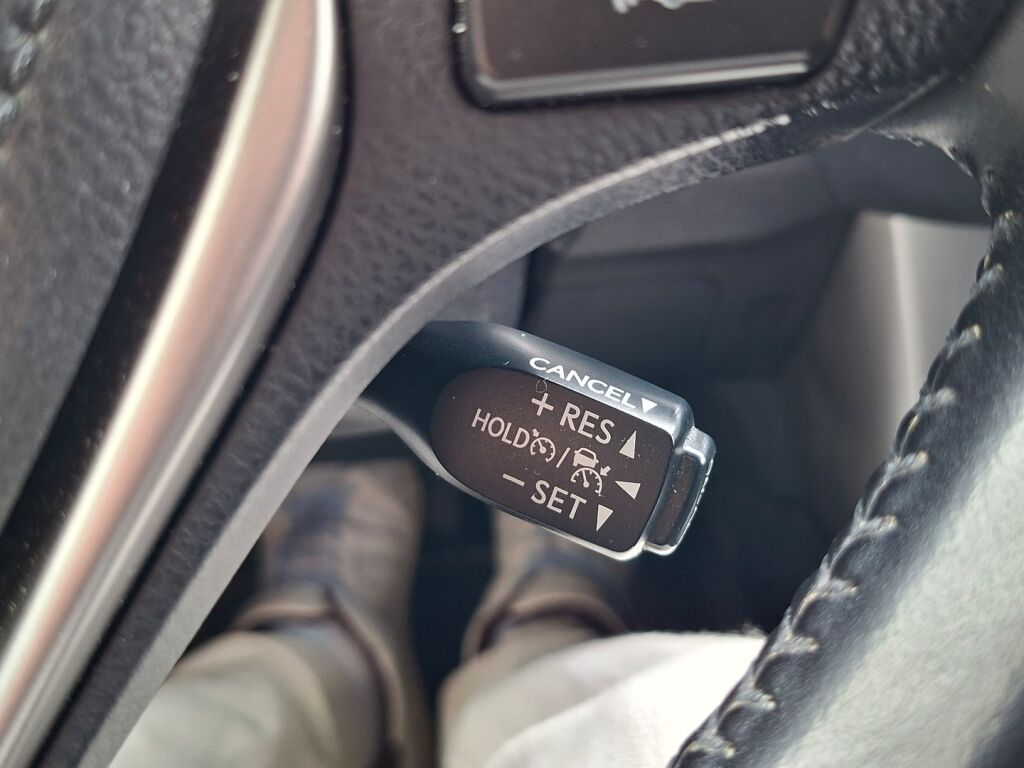 CANCEL
+ RES
HOLD /
– SET